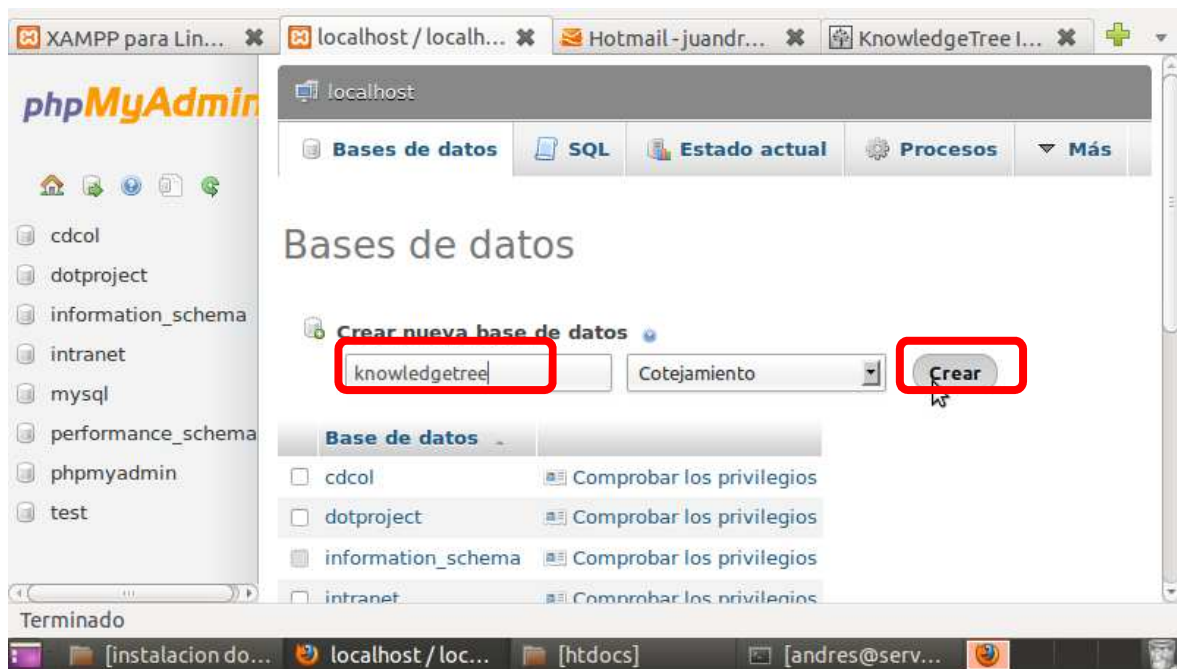 XAMPP para Lin...
localhost / localh...
Hotmail - juandr...
KnowledgeTree I...
phpMyAdmin
cdcol
dotproject
information_schema
intranet
mysql
performance_schema
phpmyadmin
test
localhost
Bases de datos
SQL
Estado actual
Procesos
Más
Bases de datos
Crear nueva base de datos
knowledgetree
Cotejamiento
Crear
Base de datos
cdcol Comprobar los privilegios
dotproject Comprobar los privilegios
information_schema Comprobar los privilegios
intranet Comprobar los privilegios
Terminado
[instalacion do...
localhost / loc...
[htdocs]
[andres@serv...